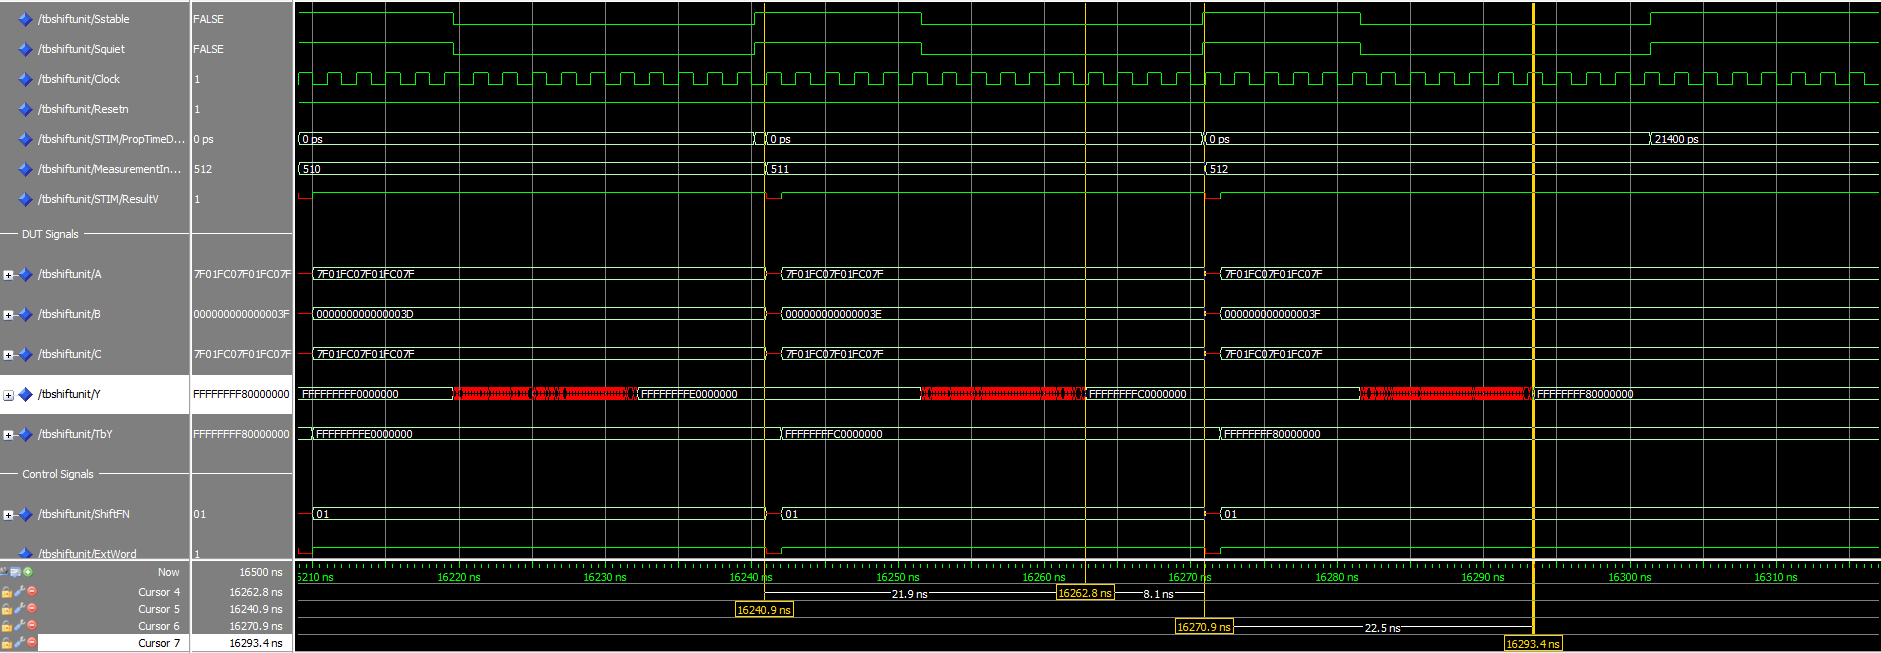 /tbshiftunit/Sstable FALSE
/tbshiftunit/Squiet FALSE
/tbshiftunit/Clock 1
/tbshiftunit/Resetn 1
/tbshiftunit/STIM/PropTimeD... 0 ps 0 ps 0 ps 0 ps 21400 ps
/tbshiftunit/MeasurementIn... 512 510 511 512
/tbshiftunit/STIM/ResultV 1
DUT Signals
/tbshiftunit/A 7F01FC07F01FC07F 7F01FC07F01FC07F 7F01FC07F01FC07F 7F01FC07F01FC07F
/tbshiftunit/B 000000000000003F 000000000000003D 000000000000003E 000000000000003F
/tbshiftunit/C 7F01FC07F01FC07F 7F01FC07F01FC07F 7F01FC07F01FC07F 7F01FC07F01FC07F
/tbshiftunit/Y FFFFFFFF80000000 FFFFFFFFF0000000 FFFFFFFFE0000000 FFFFFFFFC0000000 FFFFFFFF80000000
/tbshiftunit/TbY FFFFFFFF80000000 FFFFFFFFE0000000 FFFFFFFFC0000000 FFFFFFFF80000000
Control Signals
/tbshiftunit/ShiftFN 01 01 01 01
/tbshiftunit/ExtWord 1
Now 16500 ns 16220 ns 16230 ns 16240 ns 16250 ns 16260 ns 16270 ns 16280 ns 16290 ns 16300 ns 16310 ns
Cursor 4 16262.8 ns 21.9 ns 16262.8 ns 8.1 ns
Cursor 5 16240.9 ns 16240.9 ns
Cursor 6 16270.9 ns 16270.9 ns 22.5 ns
Cursor 7 16293.4 ns 16293.4 ns